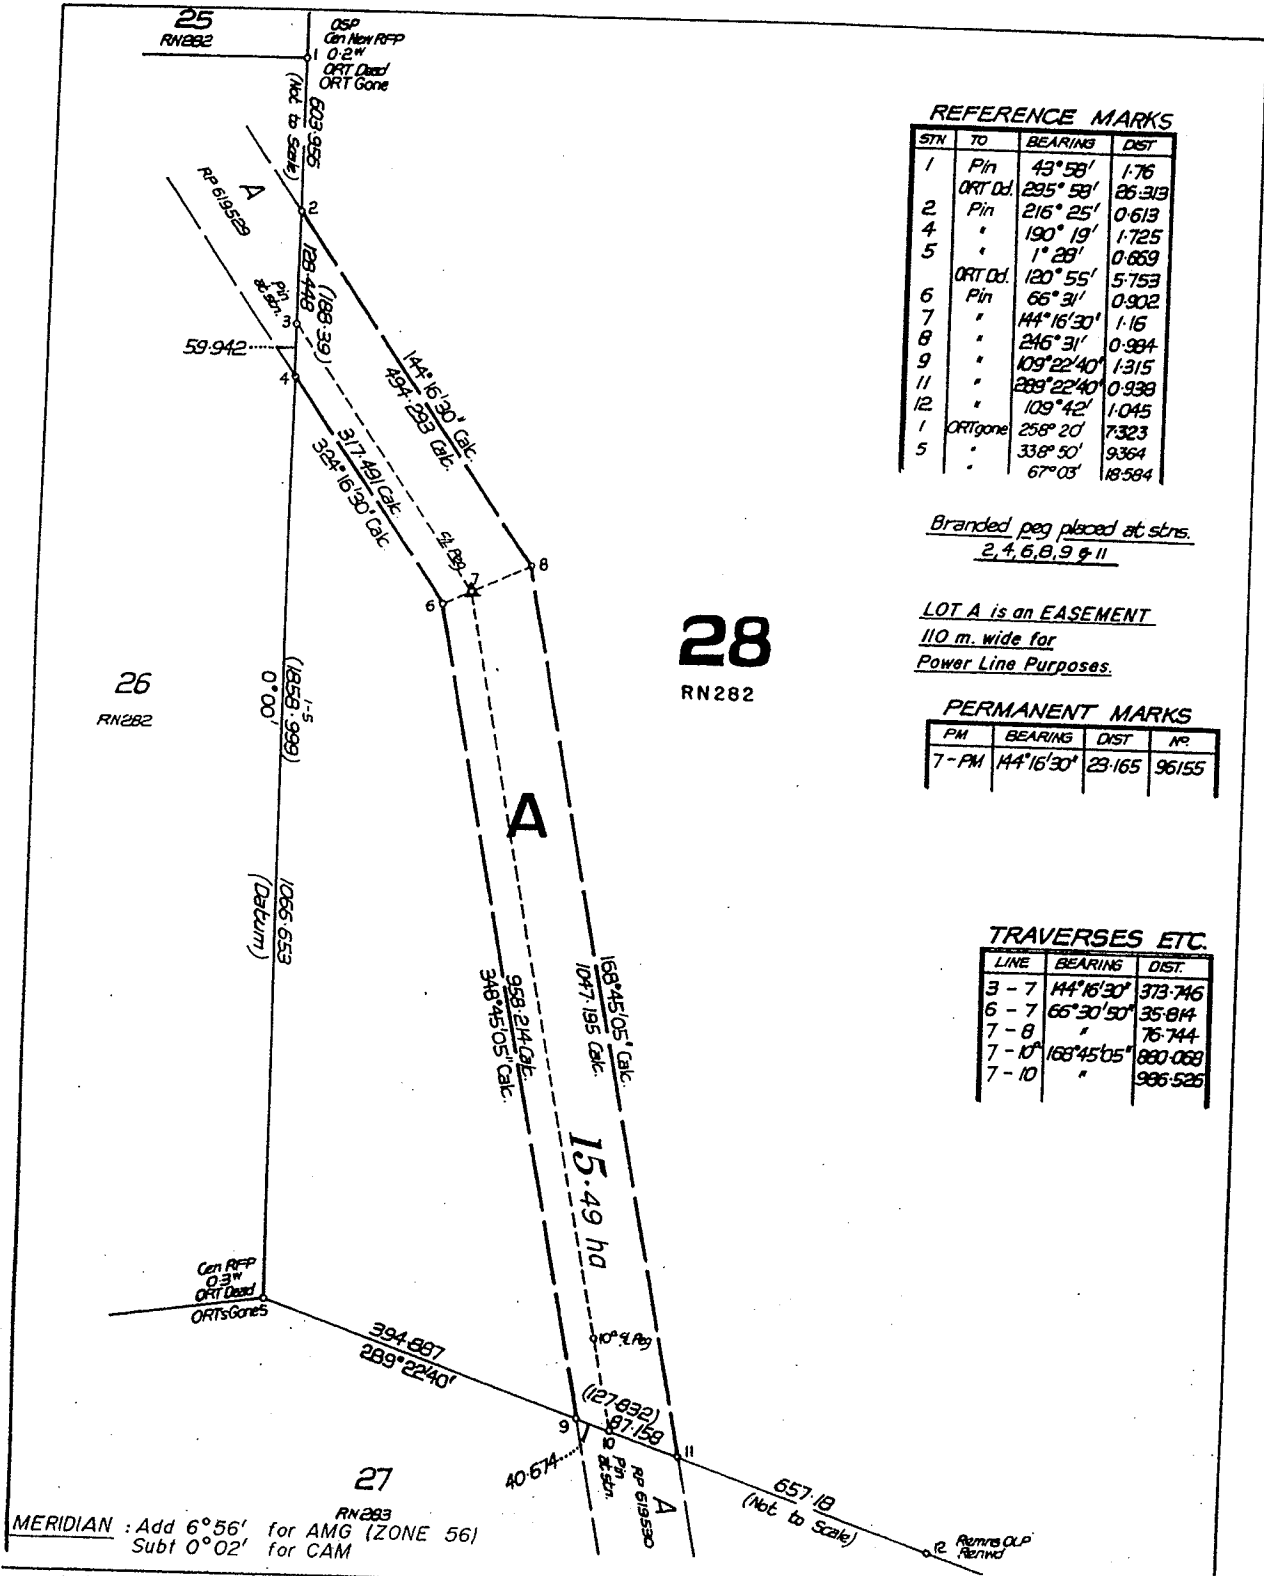 25
RN282
OSP
Cen New RFP
0·2w
ORT Dead
ORT Gone
1
603·956
(Not to Scale)
A
RP 619529
2
128·448
(188·39)
Pin
at stn.
3
59·942
4
144°16'30" Calc.
494·293 Calc.
317·491 Calc.
324°16'30" Calc.
℄ Peg
7
8
6
26
RN282
1-5
(1858·999)
0°00'
28
RN282
A
1066·653
(Datum)
168°45'05" Calc.
1047·195 Calc.
958·214 Calc.
348°45'05" Calc.
15·49 ha
Cen RFP
0·3w
ORT Dead
ORTs Gone
5
394·887
289°22'40"
10ᵃ ℄ Peg
(127·832)
87·158
9
10
Pin
at stn.
11
40·674
RP 619530
A
657·18
(Not to Scale)
12
Remns OLP
Renwd
27
RN283
MERIDIAN : Add 6°56' for AMG (ZONE 56)
Subt 0°02' for CAM
REFERENCE MARKS
STN TO BEARING DIST
1 Pin 43°58' 1·76
ORT Dd. 295°58' 26·313
2 Pin 216°25' 0·613
4 " 190°19' 1·725
5 " 1°28' 0·669
ORT Dd. 120°55' 5·753
6 Pin 66°31' 0·902
7 " 144°16'30" 1·16
8 " 246°31' 0·984
9 " 109°22'40" 1·315
11 " 289°22'40" 0·938
12 " 109°42' 1·045
1 ORT gone 258°20' 7·323
5 " 338°50' 9·364
" 67°03' 18·584
Branded peg placed at stns.
2,4,6,8,9 & 11
LOT A is an EASEMENT
110 m. wide for
Power Line Purposes.
PERMANENT MARKS
PM BEARING DIST Nº
7-PM 144°16'30" 23·165 96155
TRAVERSES ETC.
LINE BEARING DIST.
3 - 7 144°16'30" 373·746
6 - 7 66°30'50" 35·814
7 - 8 " 76·744
7 - 10ᵃ 168°45'05" 880·068
7 - 10 " 986·526